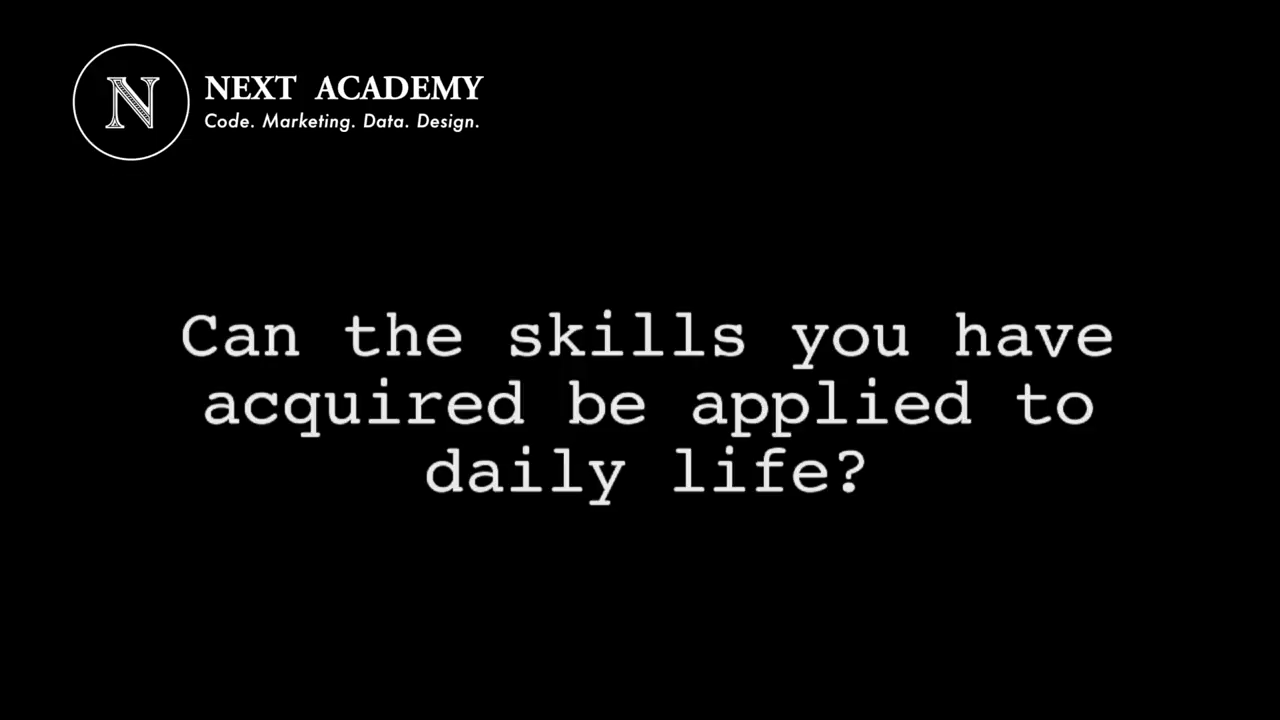 N
NEXT ACADEMY
Code. Marketing. Data. Design.
Can the skills you have
acquired be applied to
daily life?